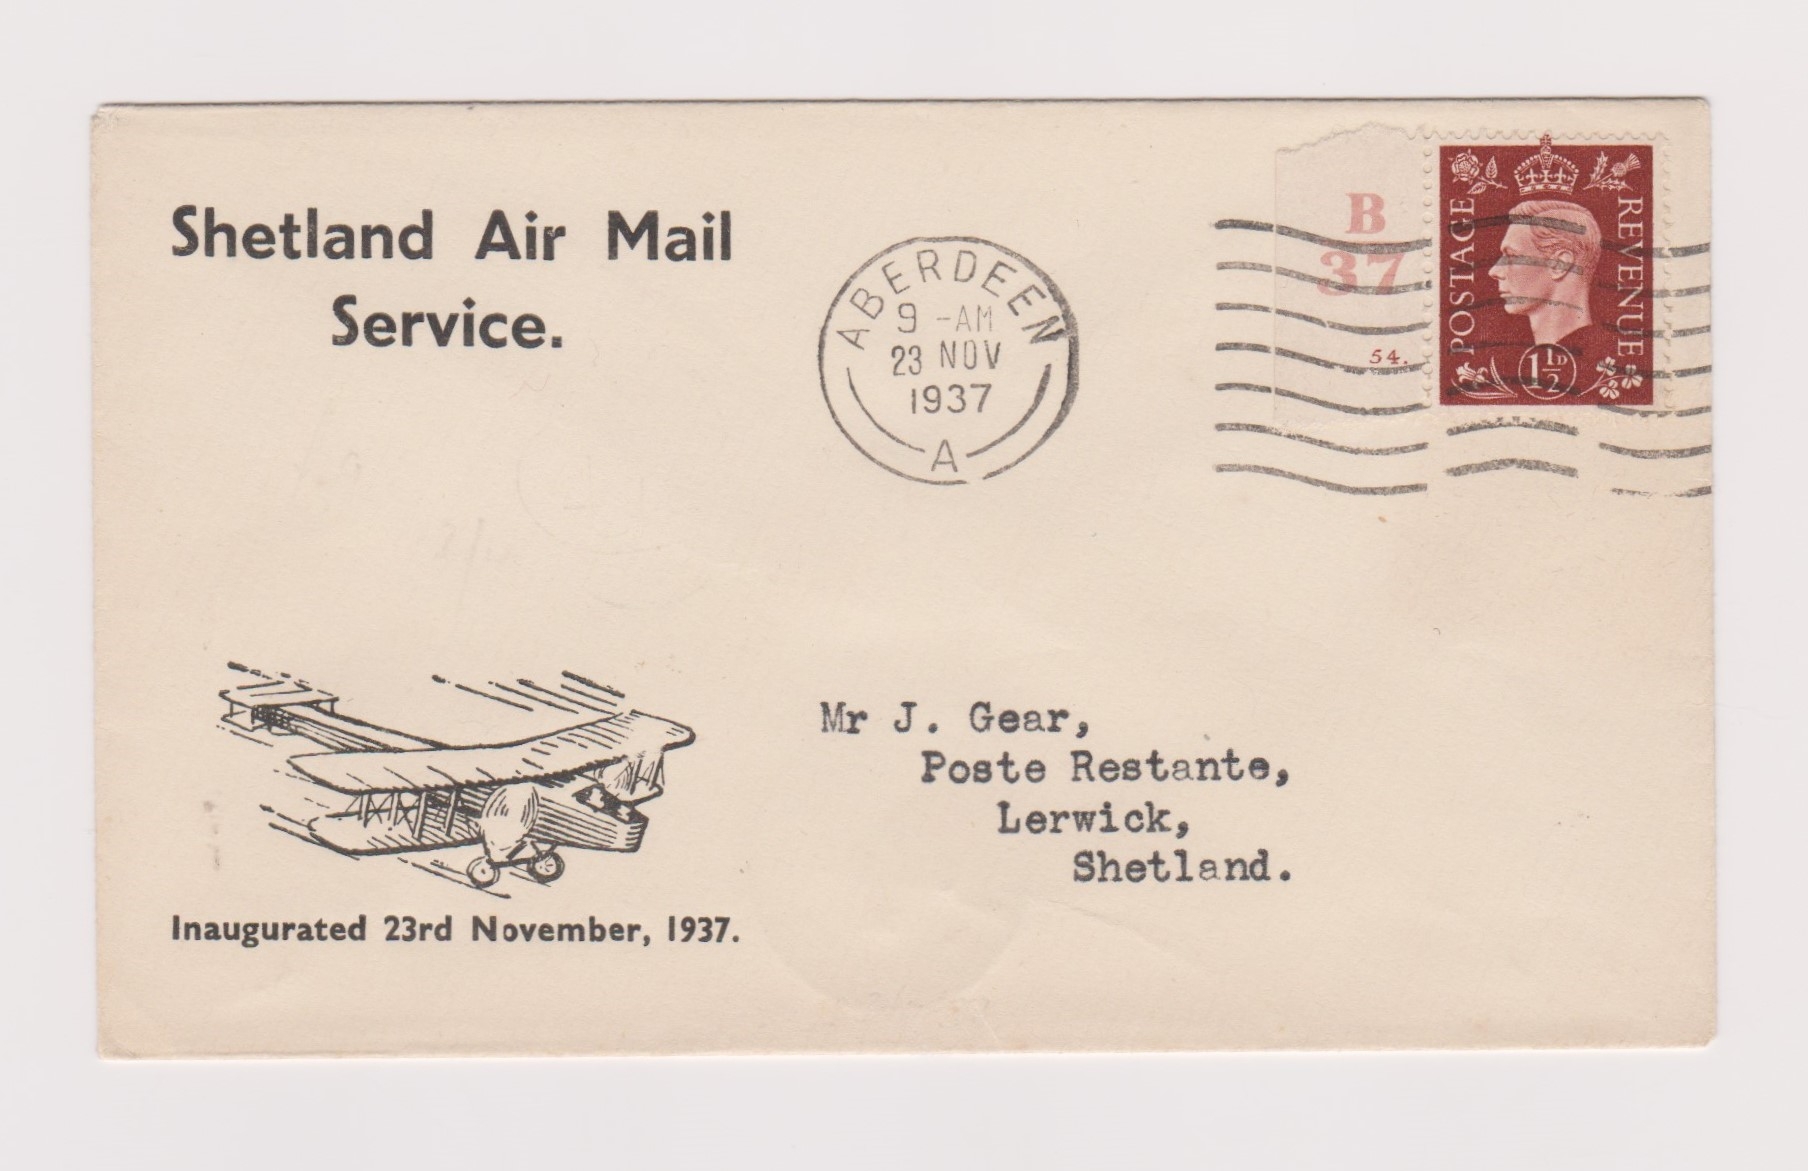 Shetland Air Mail
Service.
ABERDEEN
9 -AM
23 NOV
1937
A
B
37
54.
POSTAGE
REVENUE
1½D
Mr J. Gear,
Poste Restante,
Lerwick,
Shetland.
Inaugurated 23rd November, 1937.